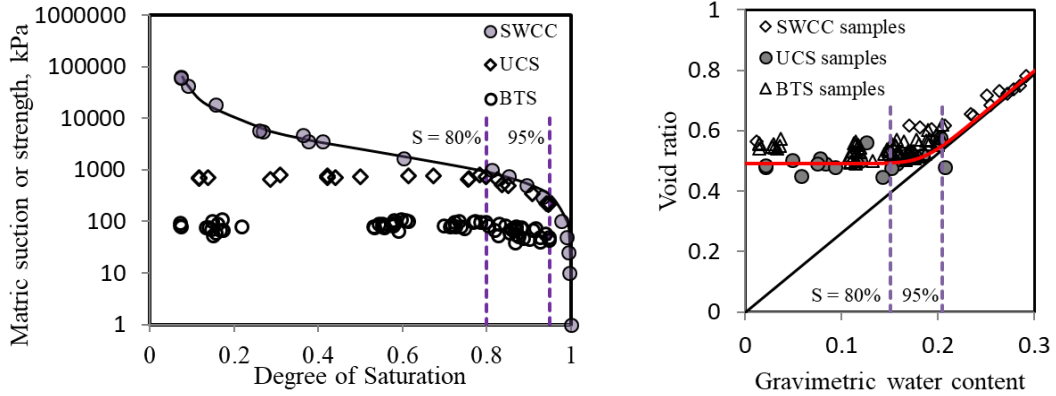 Matric suction or strength, kPa
1000000
100000
10000
1000
100
10
1
SWCC
UCS
BTS
S = 80%
95%
0
0.2
0.4
0.6
0.8
1
Degree of Saturation
Void ratio
1
0.8
0.6
0.4
0.2
0
SWCC samples
UCS samples
BTS samples
S = 80%
95%
0
0.1
0.2
0.3
Gravimetric water content